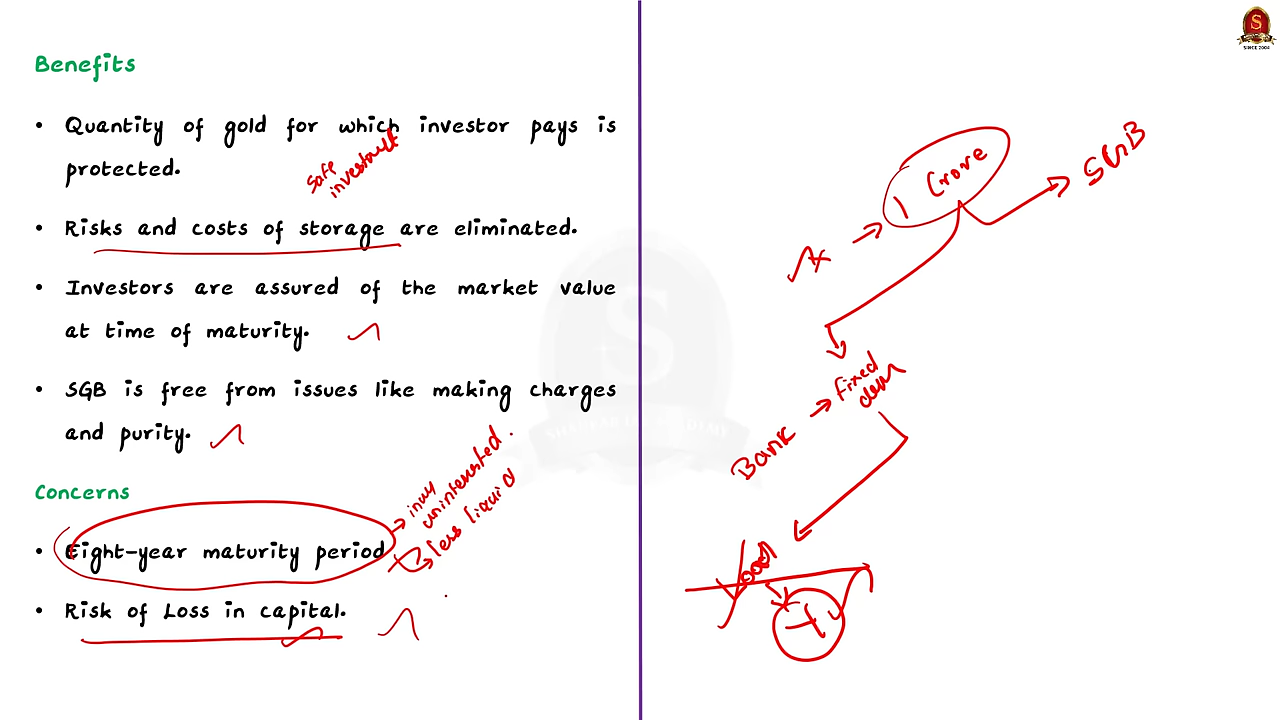 Benefits
• Quantity of gold for which investor pays is
protected.
safe
• Risks and costs of storage are eliminated.
• Investors are assured of the market value
at time of maturity.
• SGB is free from issues like making charges
and purity.
Concerns
• Eight-year maturity period
uninterested.
less liquid
• Risk of Loss in capital.
S
SINCE 2004
1 Crore
SGB
X
Fixed
Bank